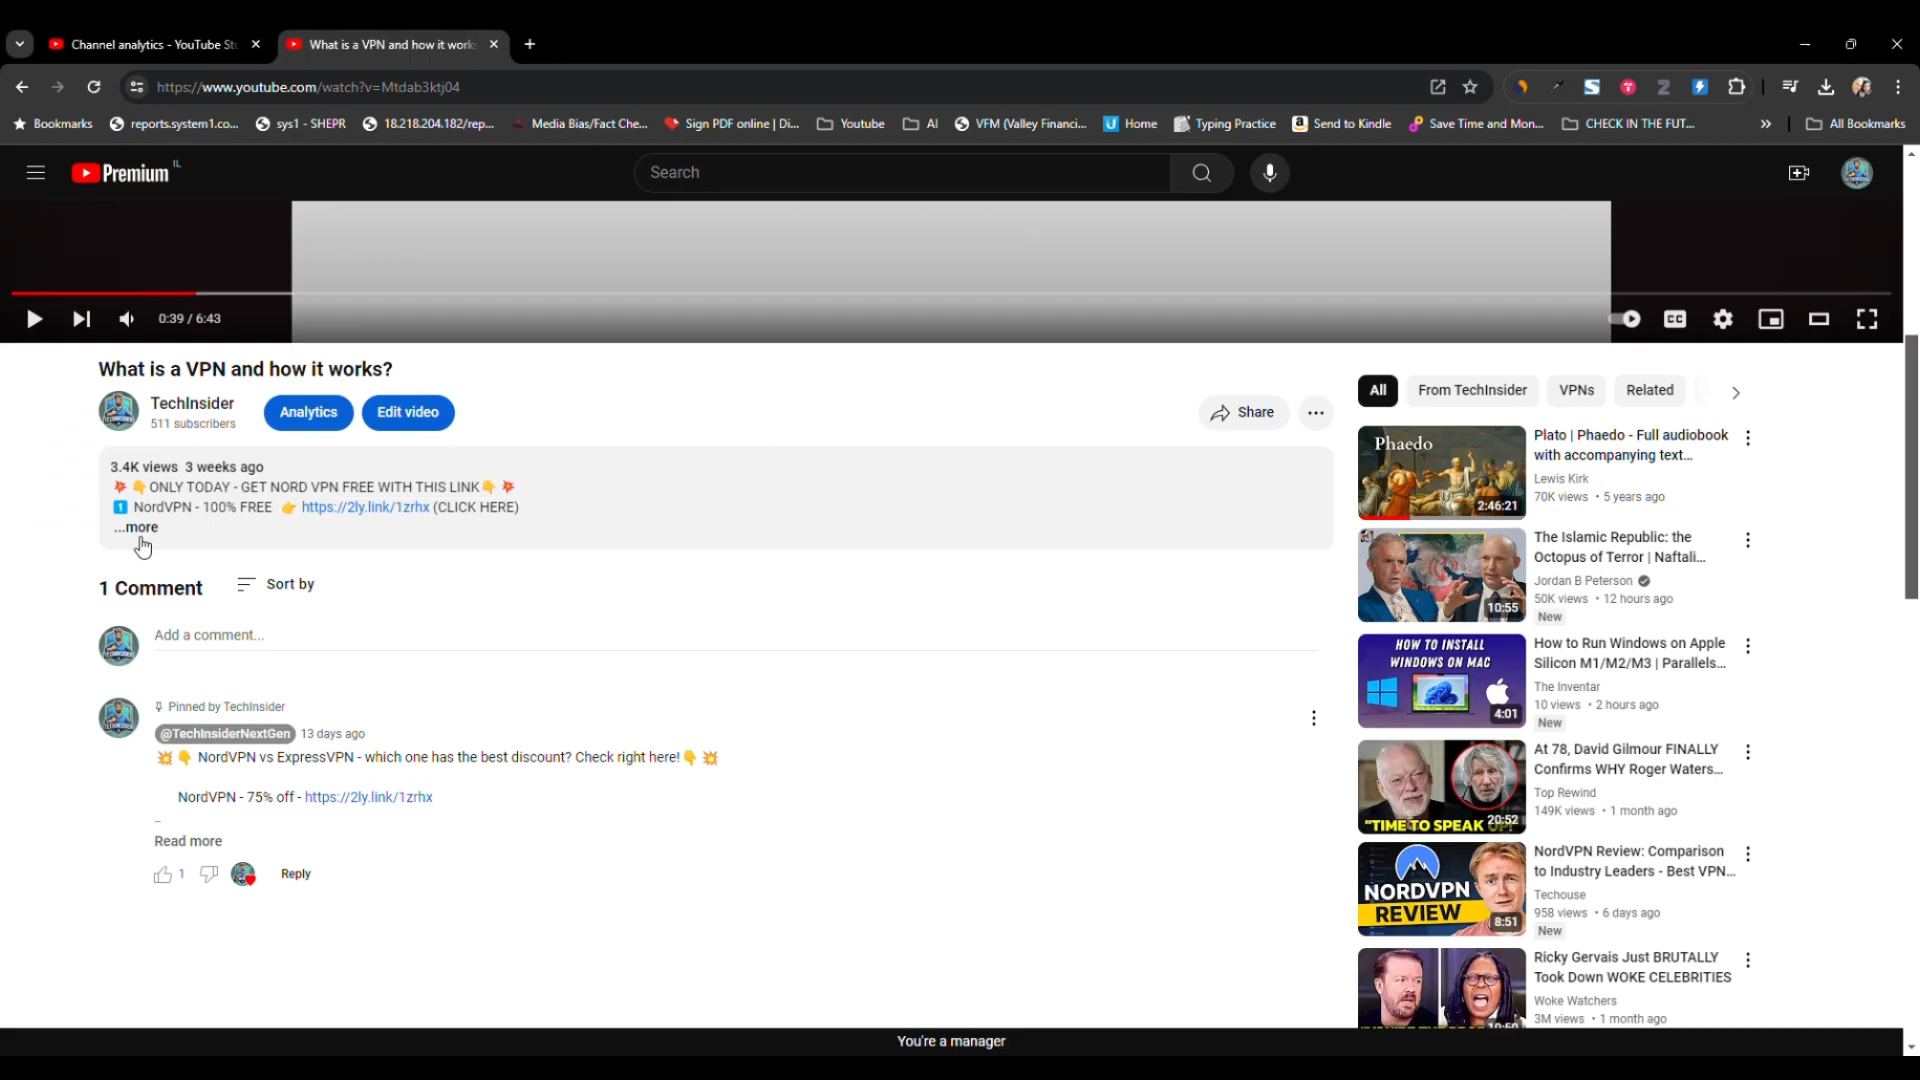 Channel analytics - YouTube St
What is a VPN and how it work
https://www.youtube.com/watch?v=Mtdab3ktj04
Bookmarks
reports.system1.co...
sys1 - SHEPR
18.218.204.182/rep...
Media Bias/Fact Che...
Sign PDF online | Di...
Youtube
AI
VFM (Valley Financi...
Home
Typing Practice
Send to Kindle
Save Time and Mon...
CHECK IN THE FUT...
All Bookmarks
Premium IL
Search
0:39 / 6:43
What is a VPN and how it works?
TechInsider
511 subscribers
Analytics
Edit video
Share
3.4K views 3 weeks ago
ONLY TODAY - GET NORD VPN FREE WITH THIS LINK
1 NordVPN - 100% FREE 👉 https://2ly.link/1zrhx (CLICK HERE)
...more
1 Comment
Sort by
Add a comment...
Pinned by TechInsider
@TechInsiderNextGen 13 days ago
💥👇 NordVPN vs ExpressVPN - which one has the best discount? Check right here!👇💥
NordVPN - 75% off - https://2ly.link/1zrhx
_
Read more
1
Reply
All
From TechInsider
VPNs
Related
Phaedo
2:46:21
Plato | Phaedo - Full audiobook
with accompanying text...
Lewis Kirk
70K views • 5 years ago
10:55
The Islamic Republic: the
Octopus of Terror | Naftali...
Jordan B Peterson
50K views • 12 hours ago
New
HOW TO INSTALL
WINDOWS ON MAC
4:01
How to Run Windows on Apple
Silicon M1/M2/M3 | Parallels...
The Inventar
10 views • 2 hours ago
New
"TIME TO SPEAK UP!"
20:52
At 78, David Gilmour FINALLY
Confirms WHY Roger Waters...
Top Rewind
149K views • 1 month ago
NORDVPN
REVIEW
8:51
NordVPN Review: Comparison
to Industry Leaders - Best VPN...
Techouse
958 views • 6 days ago
New
Ricky Gervais Just BRUTALLY
Took Down WOKE CELEBRITIES
Woke Watchers
3M views • 1 month ago
You're a manager